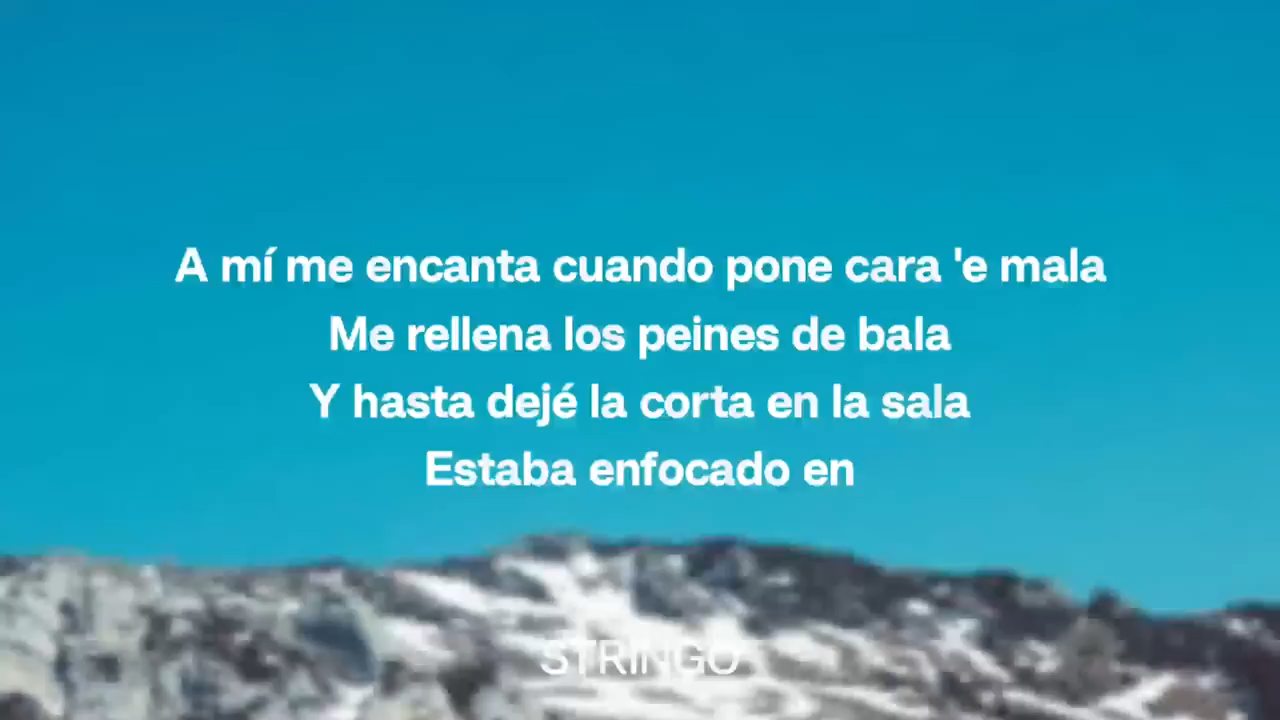 A mí me encanta cuando pone cara 'e mala
Me rellena los peines de bala
Y hasta dejé la corta en la sala
Estaba enfocado en
STRINGO